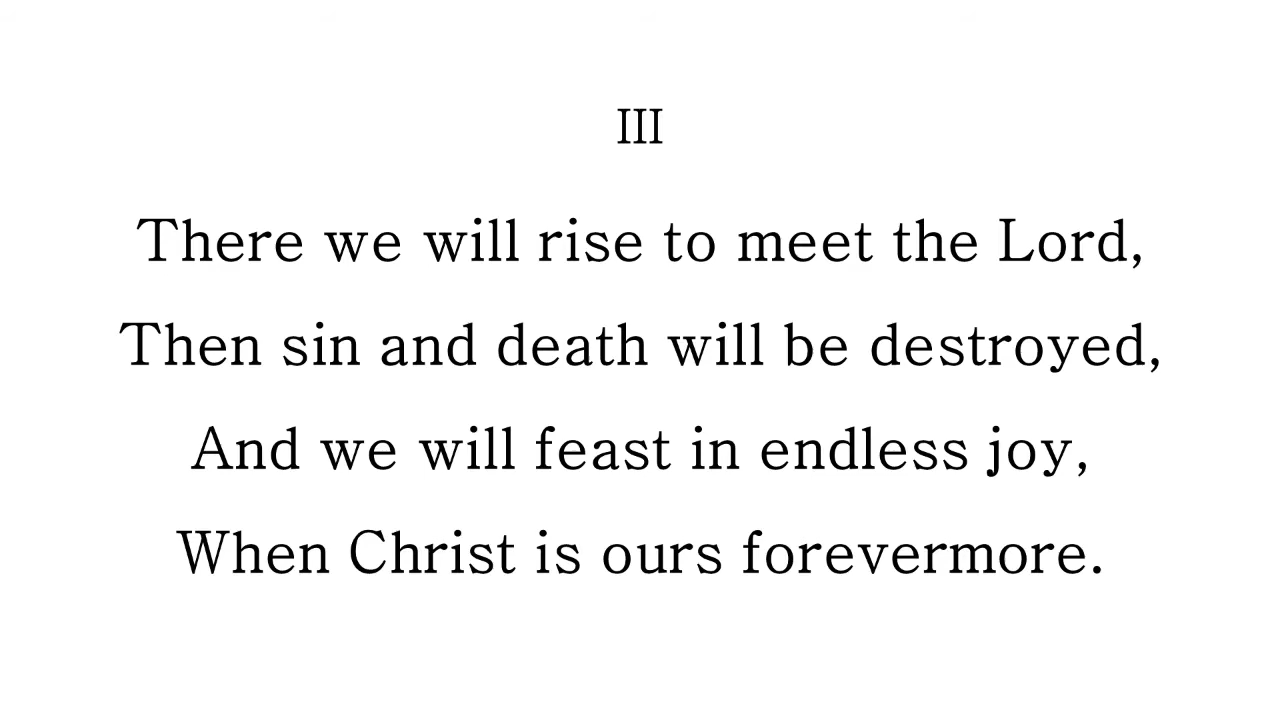 III
There we will rise to meet the Lord,
Then sin and death will be destroyed,
And we will feast in endless joy,
When Christ is ours forevermore.